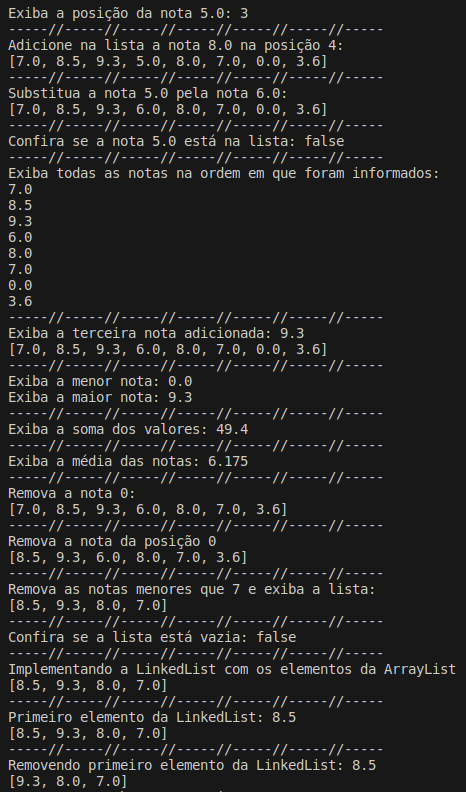 Exiba a posição da nota 5.0: 3
-----//-----//-----//-----//-----//-----
Adicione na lista a nota 8.0 na posição 4:
[7.0, 8.5, 9.3, 5.0, 8.0, 7.0, 0.0, 3.6]
-----//-----//-----//-----//-----//-----
Substitua a nota 5.0 pela nota 6.0:
[7.0, 8.5, 9.3, 6.0, 8.0, 7.0, 0.0, 3.6]
-----//-----//-----//-----//-----//-----
Confira se a nota 5.0 está na lista: false
-----//-----//-----//-----//-----//-----
Exiba todas as notas na ordem em que foram informados:
7.0
8.5
9.3
6.0
8.0
7.0
0.0
3.6
-----//-----//-----//-----//-----//-----
Exiba a terceira nota adicionada: 9.3
[7.0, 8.5, 9.3, 6.0, 8.0, 7.0, 0.0, 3.6]
-----//-----//-----//-----//-----//-----
Exiba a menor nota: 0.0
Exiba a maior nota: 9.3
-----//-----//-----//-----//-----//-----
Exiba a soma dos valores: 49.4
-----//-----//-----//-----//-----//-----
Exiba a média das notas: 6.175
-----//-----//-----//-----//-----//-----
Remova a nota 0:
[7.0, 8.5, 9.3, 6.0, 8.0, 7.0, 3.6]
-----//-----//-----//-----//-----//-----
Remova a nota da posição 0
[8.5, 9.3, 6.0, 8.0, 7.0, 3.6]
-----//-----//-----//-----//-----//-----
Remova as notas menores que 7 e exiba a lista:
[8.5, 9.3, 8.0, 7.0]
-----//-----//-----//-----//-----//-----
Confira se a lista está vazia: false
-----//-----//-----//-----//-----//-----
Implementando a LinkedList com os elementos da ArrayList
[8.5, 9.3, 8.0, 7.0]
-----//-----//-----//-----//-----//-----
Primeiro elemento da LinkedList: 8.5
[8.5, 9.3, 8.0, 7.0]
-----//-----//-----//-----//-----//-----
Removendo primeiro elemento da LinkedList: 8.5
[9.3, 8.0, 7.0]